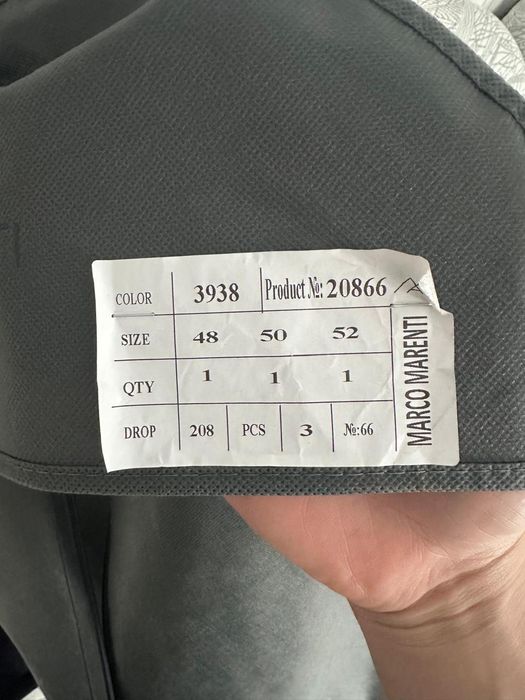 COLOR 3938 Product №: 20866
SIZE 48 50 52
QTY 1 1 1
DROP 208 PCS 3 №:66
MARCO MARENTI